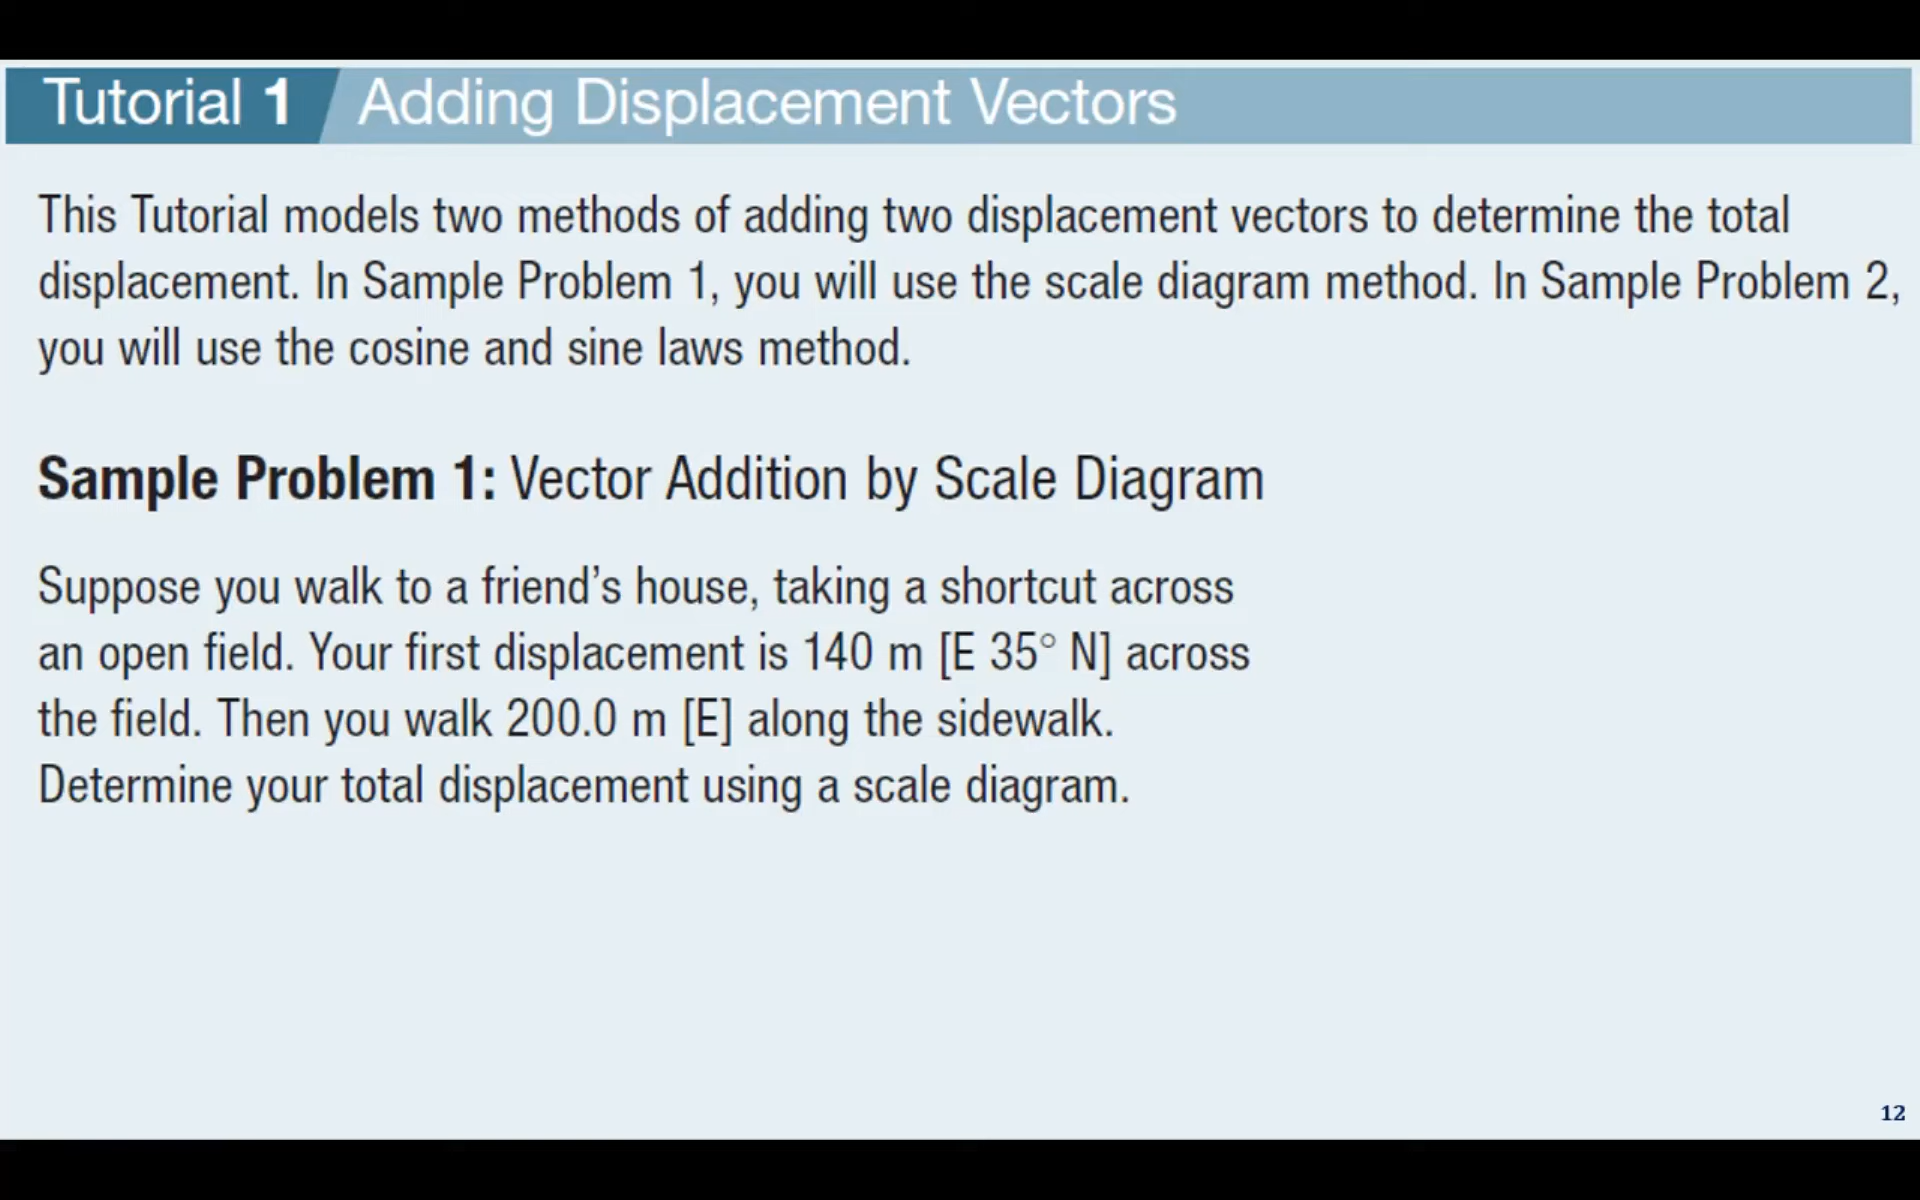 Tutorial 1 Adding Displacement Vectors
This Tutorial models two methods of adding two displacement vectors to determine the total
displacement. In Sample Problem 1, you will use the scale diagram method. In Sample Problem 2,
you will use the cosine and sine laws method.
Sample Problem 1: Vector Addition by Scale Diagram
Suppose you walk to a friend’s house, taking a shortcut across
an open field. Your first displacement is 140 m [E 35° N] across
the field. Then you walk 200.0 m [E] along the sidewalk.
Determine your total displacement using a scale diagram.
12